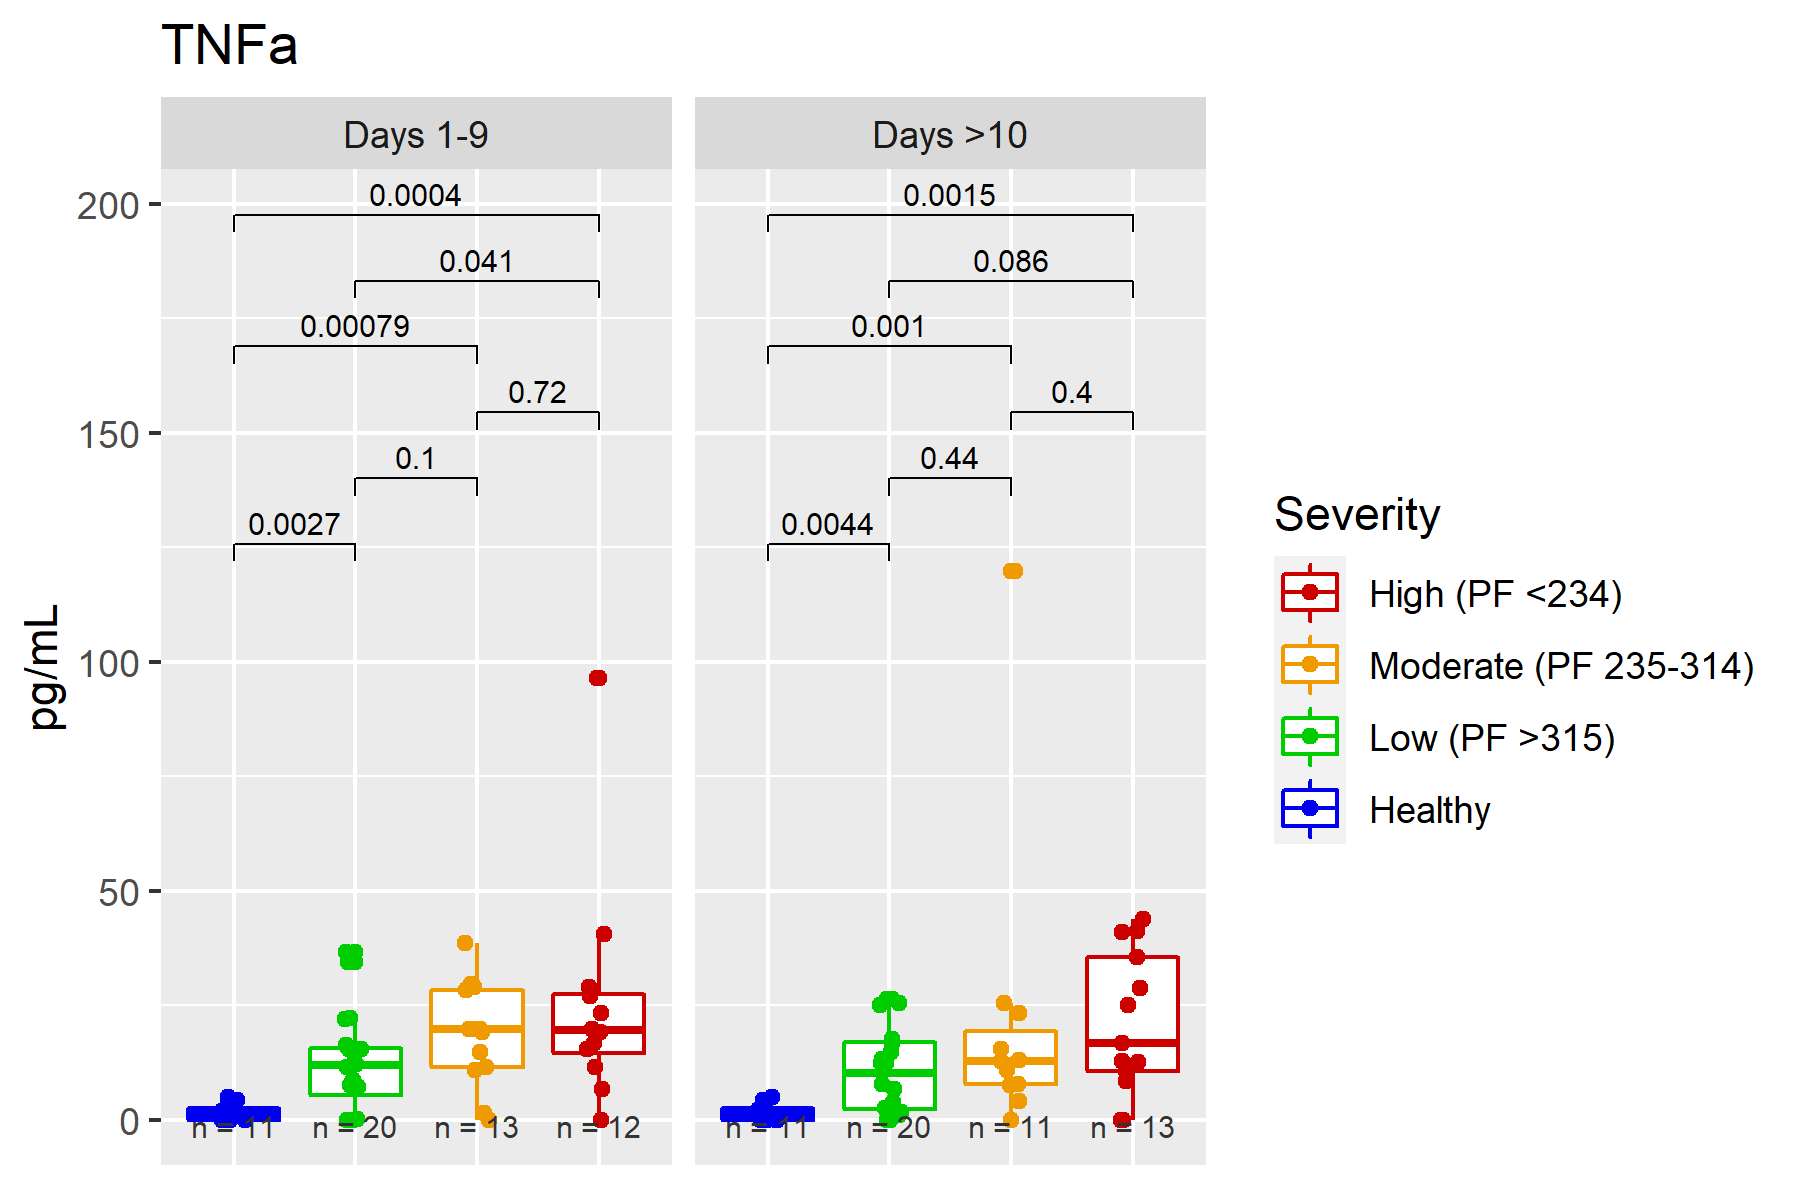 TNFa
Days 1-9
Days >10
0.0004
0.0015
0.041
0.086
0.00079
0.001
0.72
0.4
0.1
0.44
0.0027
0.0044
200
150
100
50
0
pg/mL
n = 11
n = 20
n = 13
n = 12
n = 11
n = 20
n = 11
n = 13
Severity
High (PF <234)
Moderate (PF 235-314)
Low (PF >315)
Healthy